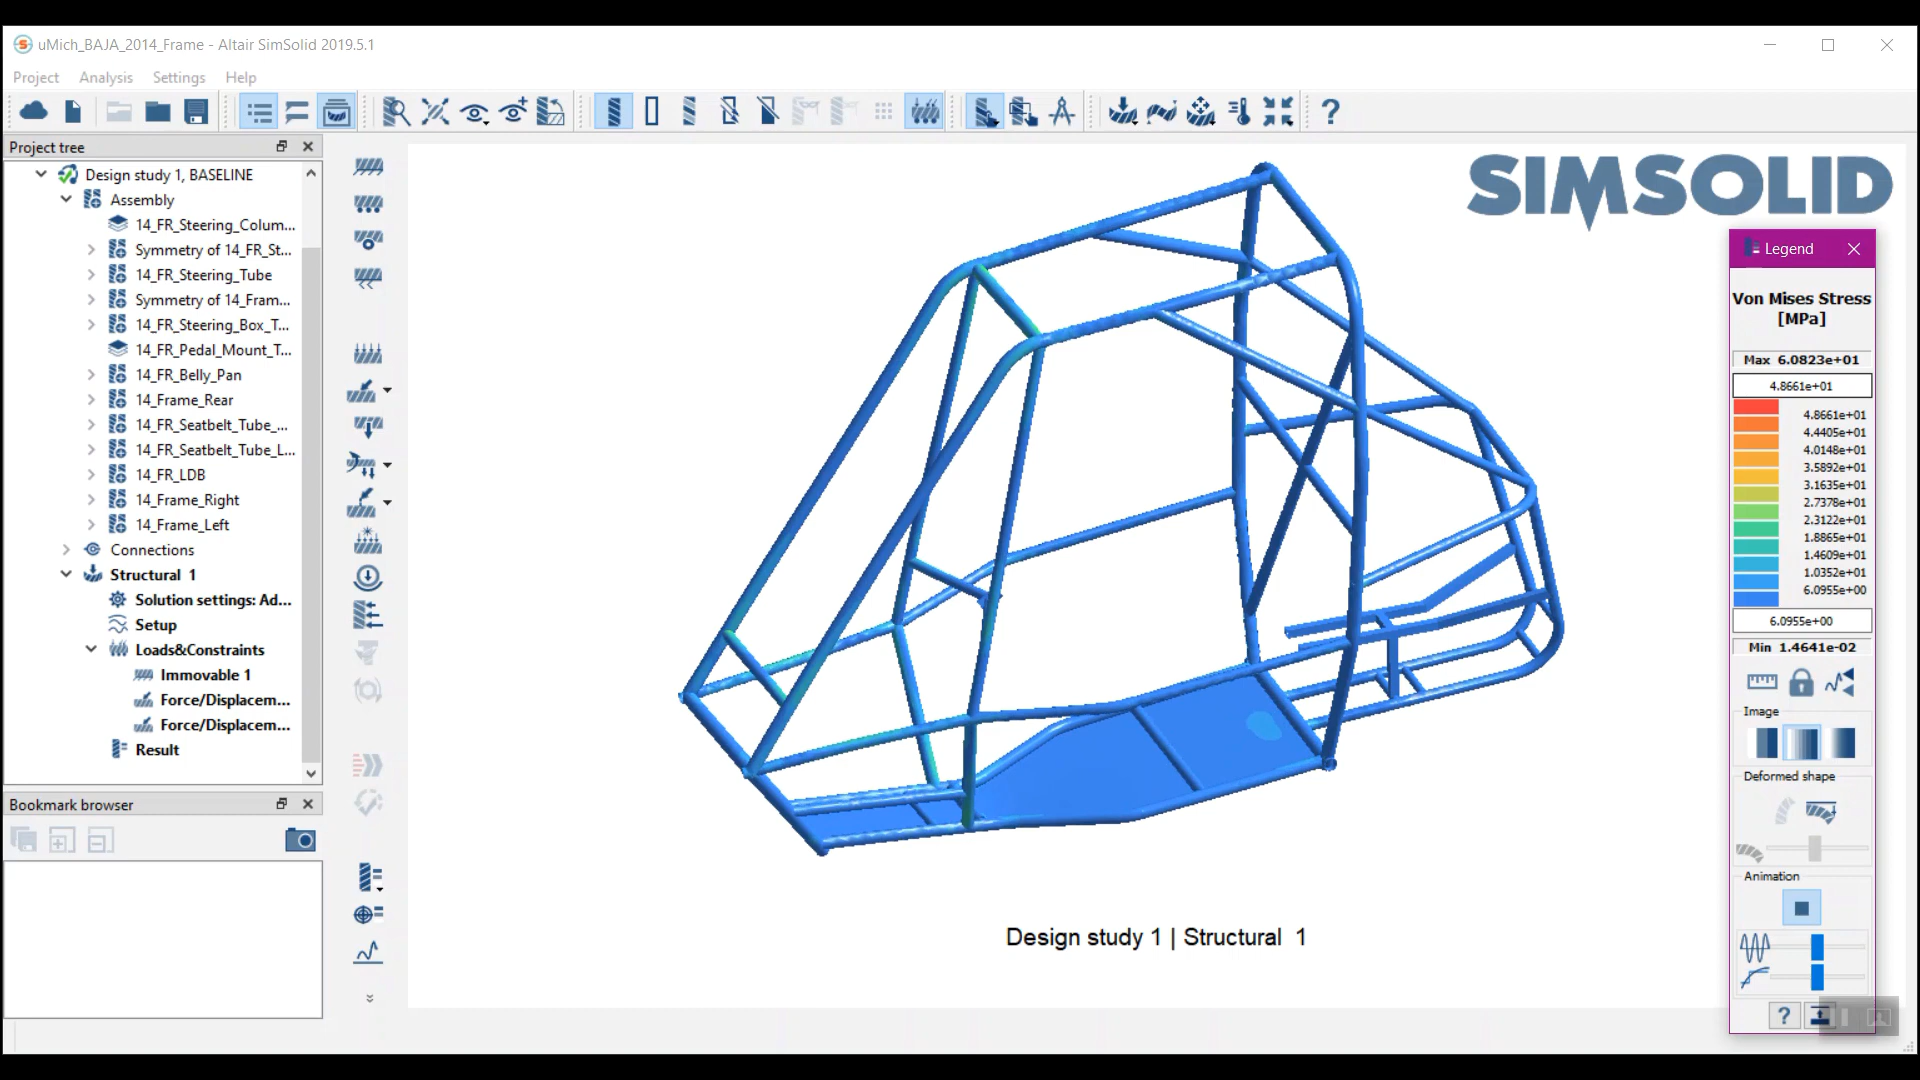 uMich_BAJA_2014_Frame - Altair SimSolid 2019.5.1
Project Analysis Settings Help
Project tree
Design study 1, BASELINE
Assembly
14_FR_Steering_Colum...
Symmetry of 14_FR_St...
14_FR_Steering_Tube
Symmetry of 14_Fram...
14_FR_Steering_Box_T...
14_FR_Pedal_Mount_T...
14_FR_Belly_Pan
14_Frame_Rear
14_FR_Seatbelt_Tube_...
14_FR_Seatbelt_Tube_L...
14_FR_LDB
14_Frame_Right
14_Frame_Left
Connections
Structural 1
Solution settings: Ad...
Setup
Loads&Constraints
Immovable 1
Force/Displacem...
Force/Displacem...
Result
Bookmark browser
SIMSOLID
Design study 1 | Structural 1
Legend
Von Mises Stress
[MPa]
Max 6.0823e+01
4.8661e+01
4.8661e+01
4.4405e+01
4.0148e+01
3.5892e+01
3.1635e+01
2.7378e+01
2.3122e+01
1.8865e+01
1.4609e+01
1.0352e+01
6.0955e+00
6.0955e+00
Min 1.4641e-02
Image
Deformed shape
Animation
?